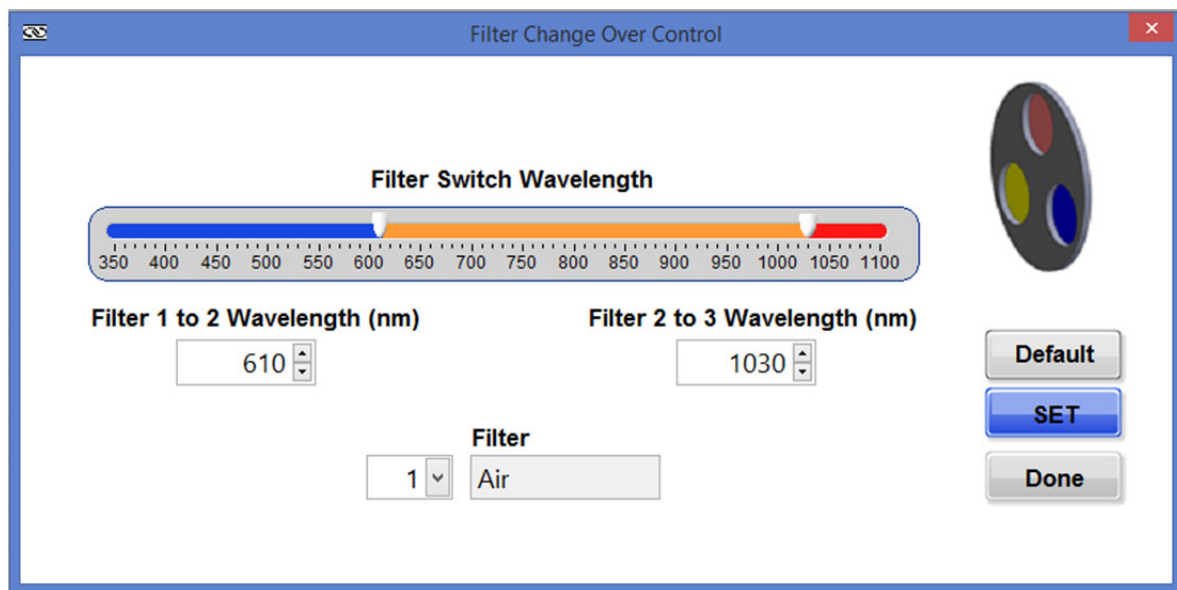 Filter Change Over Control
Filter Switch Wavelength
350 400 450 500 550 600 650 700 750 800 850 900 950 1000 1050 1100
Filter 1 to 2 Wavelength (nm)
610
Filter 2 to 3 Wavelength (nm)
1030
Filter
1
Air
Default
SET
Done